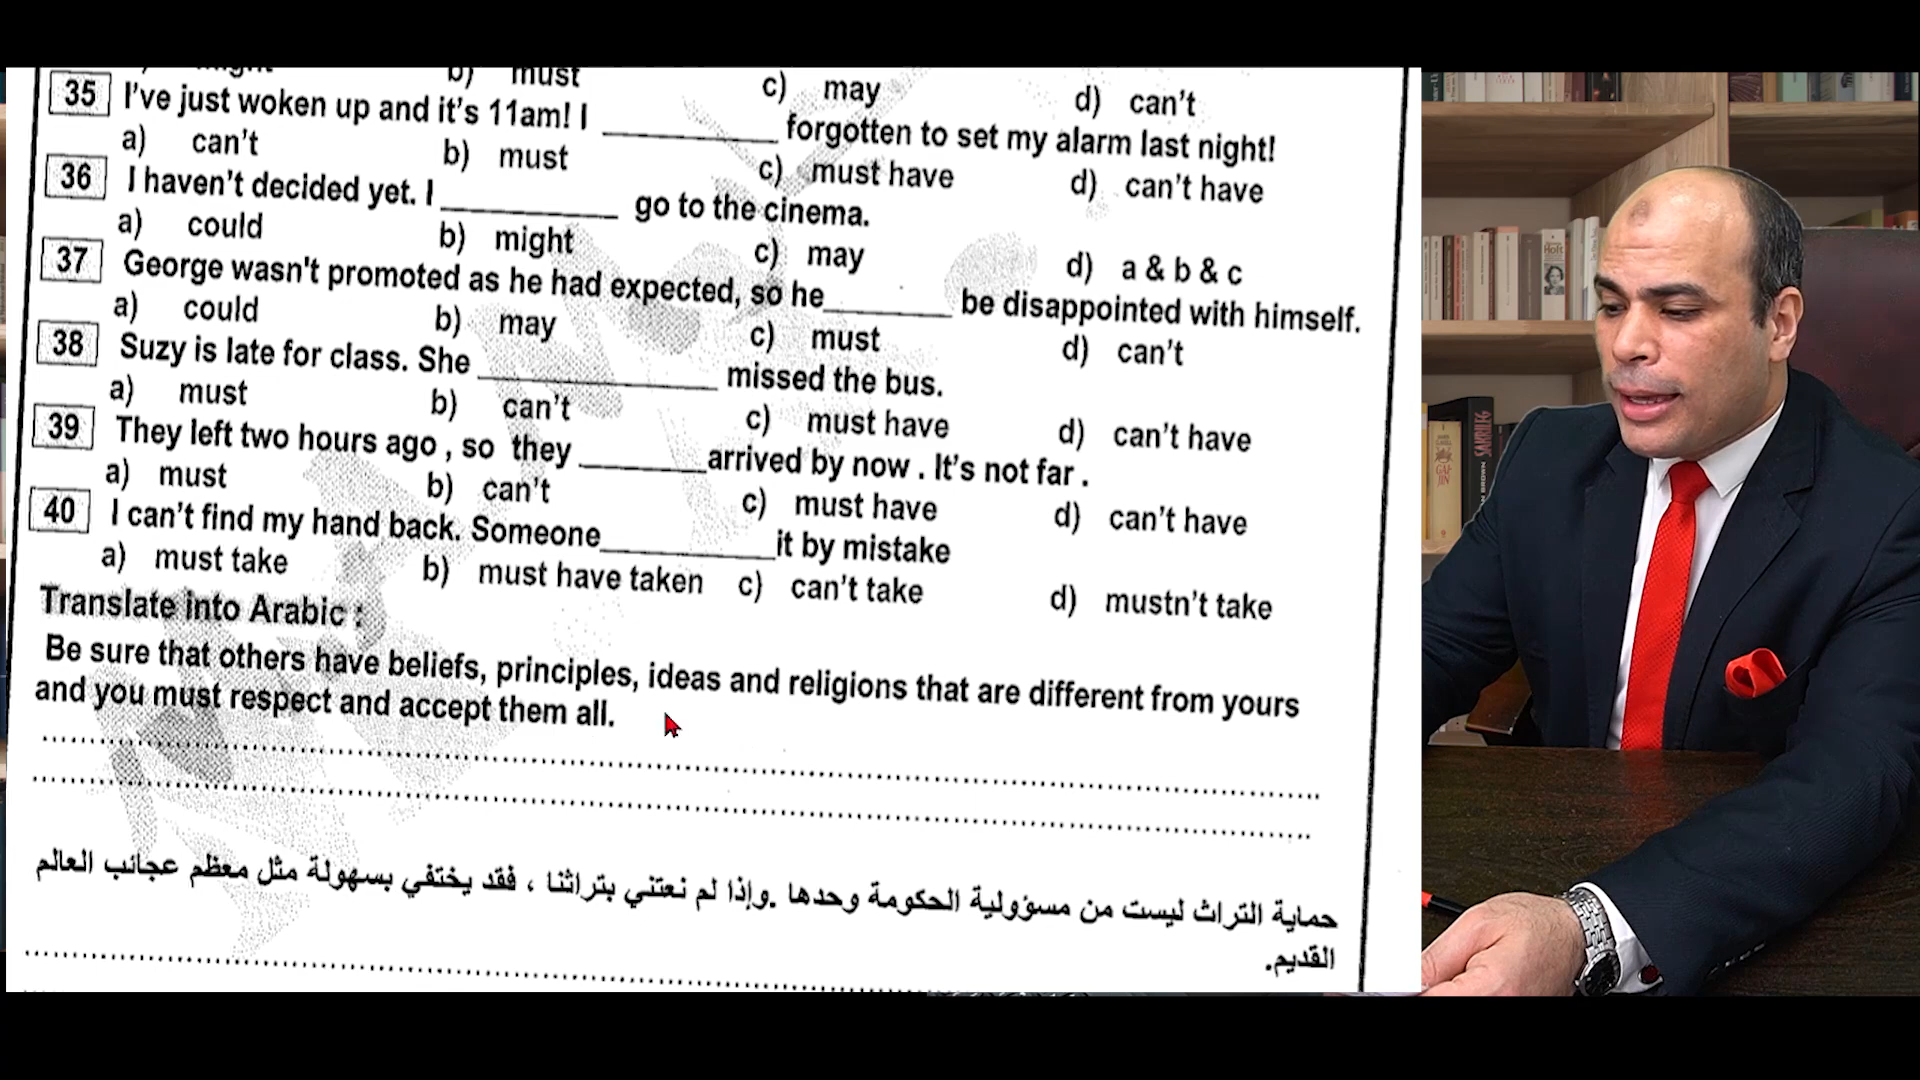 b) must c) may d) can't
35 I've just woken up and it's 11am! I __________ forgotten to set my alarm last night!
a) can't b) must c) must have d) can't have
36 I haven't decided yet. I __________ go to the cinema.
a) could b) might c) may d) a & b & c
37 George wasn't promoted as he had expected, so he________ be disappointed with himself.
a) could b) may c) must d) can't
38 Suzy is late for class. She ______________ missed the bus.
a) must b) can't c) must have d) can't have
39 They left two hours ago , so they ________arrived by now . It's not far .
a) must b) can't c) must have d) can't have
40 I can't find my hand back. Someone___________it by mistake
a) must take b) must have taken c) can't take d) mustn't take
Translate into Arabic :
Be sure that others have beliefs, principles, ideas and religions that are different from yours
and you must respect and accept them all.
حماية التراث ليست من مسؤولية الحكومة وحدها .وإذا لم نعتني بتراثنا ، فقد يختفي بسهولة مثل معظم عجائب العالم
القديم.